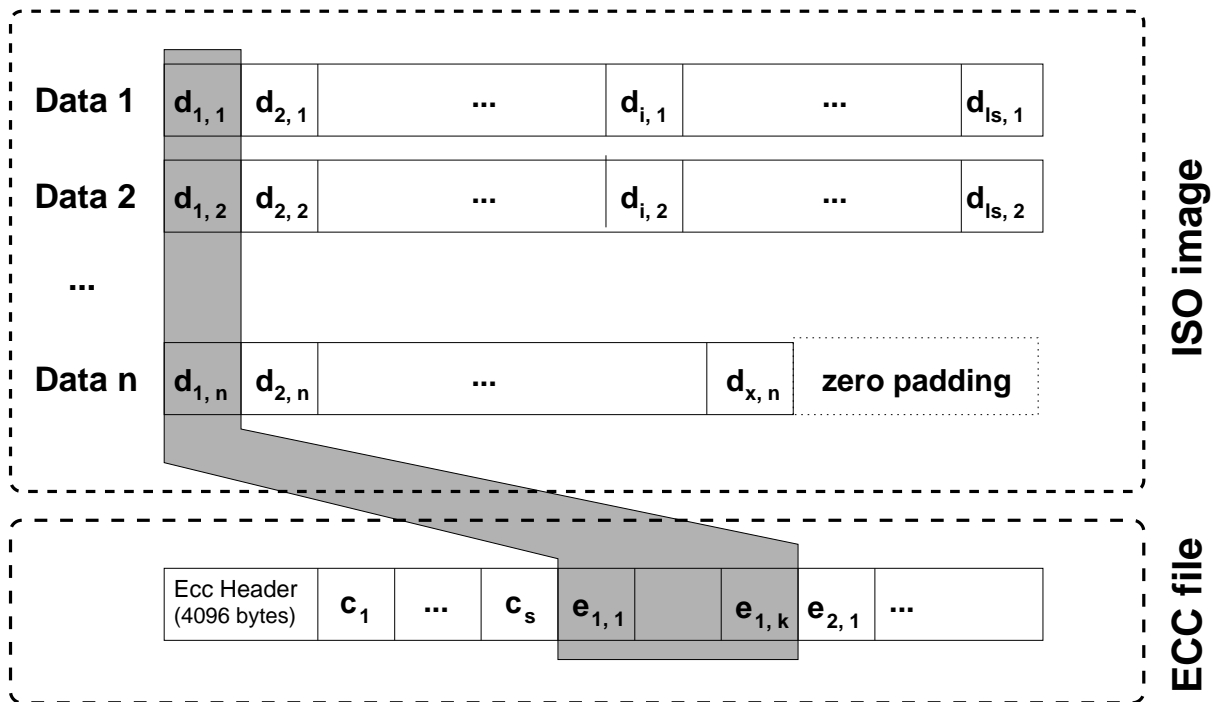 Data 1 d1, 1 d2, 1 ... di, 1 ... dls, 1
Data 2 d1, 2 d2, 2 ... di, 2 ... dls, 2
...
Data n d1, n d2, n ... dx, n zero padding
ISO image
Ecc Header
(4096 bytes)
c1 ... cs e1, 1 e1, k e2, 1 ...
ECC file